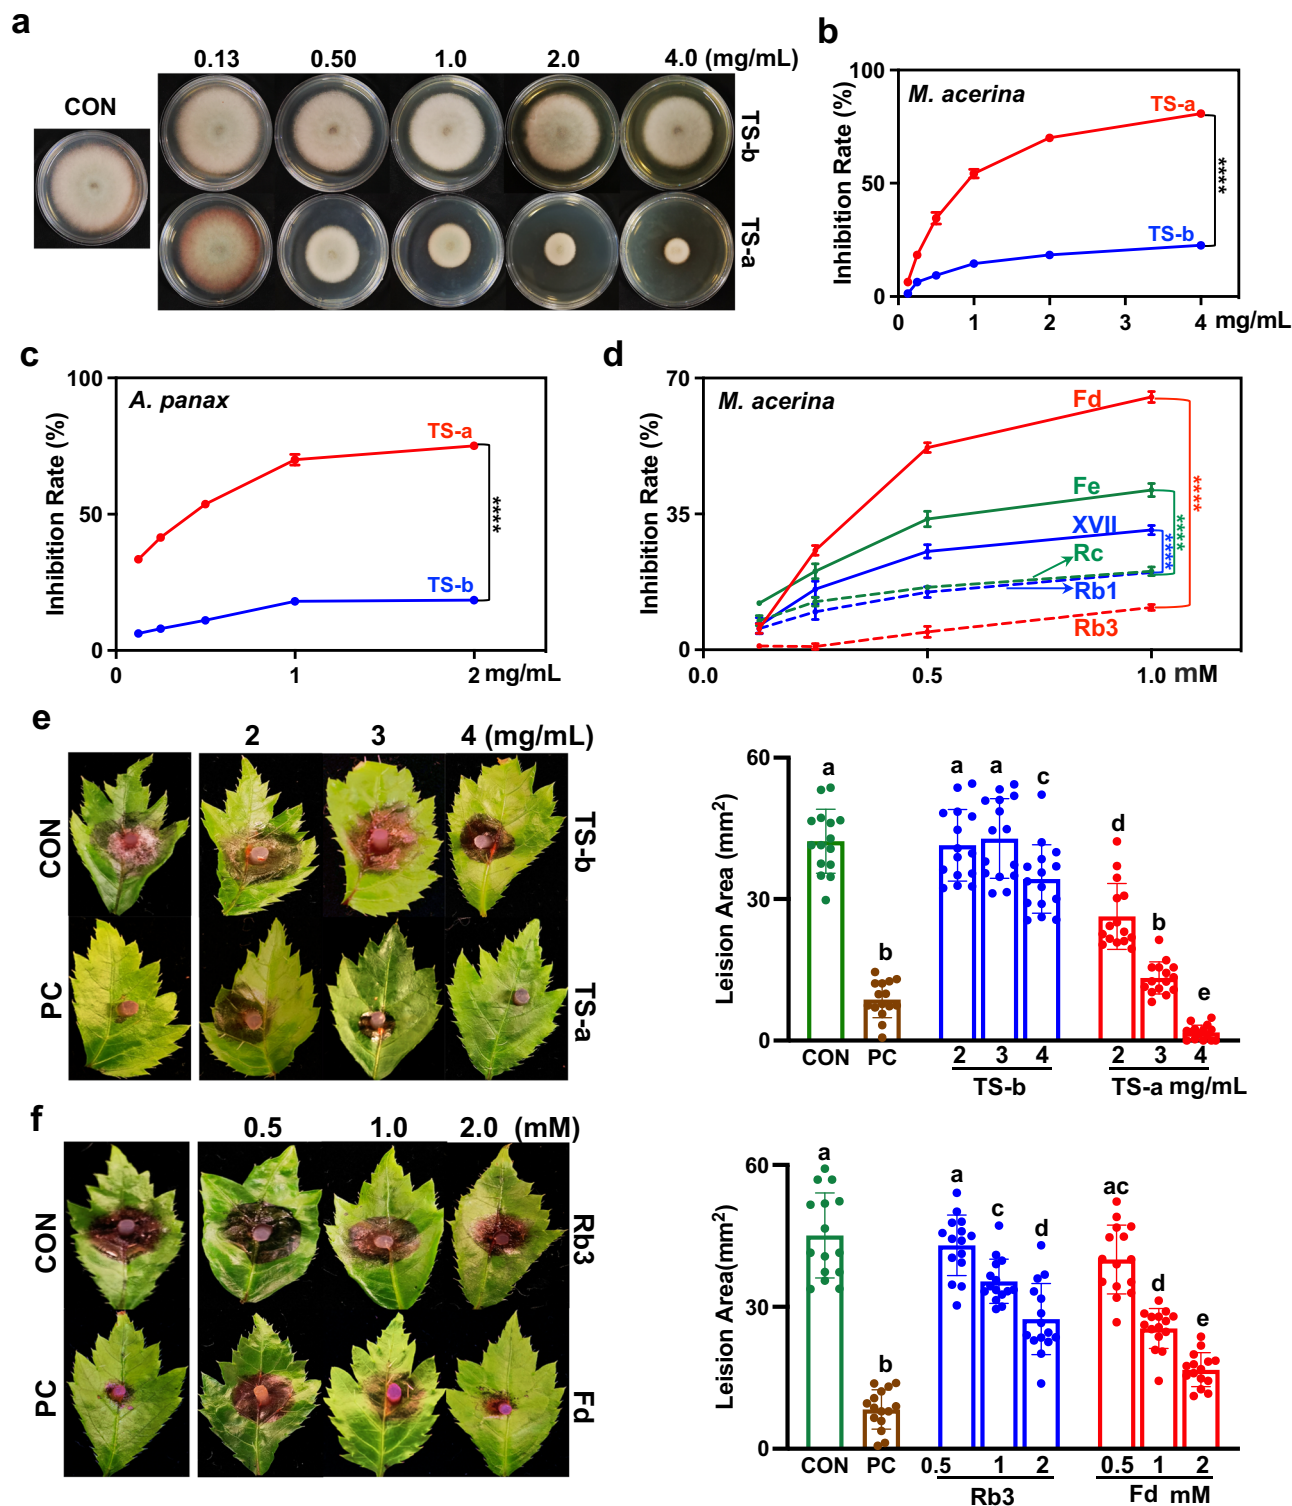 a
0.13 0.50 1.0 2.0 4.0 (mg/mL)
CON
TS-b
TS-a
b
100
50
0
Inhibition Rate (%)
M. acerina
TS-a
TS-b
****
0 1 2 3 4 mg/mL
c
100
50
0
Inhibition Rate (%)
A. panax
TS-a
TS-b
****
0 1 2 mg/mL
d
70
35
0
Inhibition Rate (%)
M. acerina
Fd
Fe
XVII
Rc
Rb1
Rb3
****
****
****
0.0 0.5 1.0 mM
e
2 3 4 (mg/mL)
CON
PC
TS-b
TS-a
60
30
0
Leision Area (mm²)
a b a a c d b e
CON PC 2 3 4 2 3 4
TS-b TS-a mg/mL
f
0.5 1.0 2.0 (mM)
CON
PC
Rb3
Fd
60
30
0
Leision Area(mm²)
a b a c d ac d e
CON PC 0.5 1 2 0.5 1 2
Rb3 Fd mM